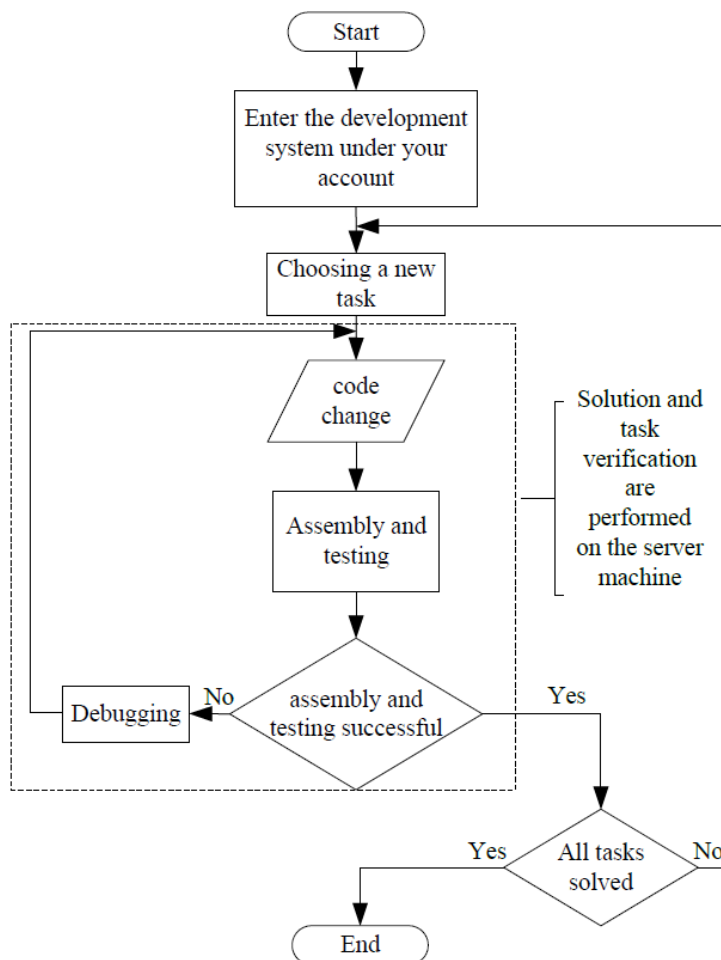 Start
Enter the development
system under your
account
Choosing a new
task
code
change
Solution and
task
verification
are
performed
on the server
machine
Assembly and
testing
Debugging
No
assembly and
testing successful
Yes
Yes
All tasks
solved
No
End